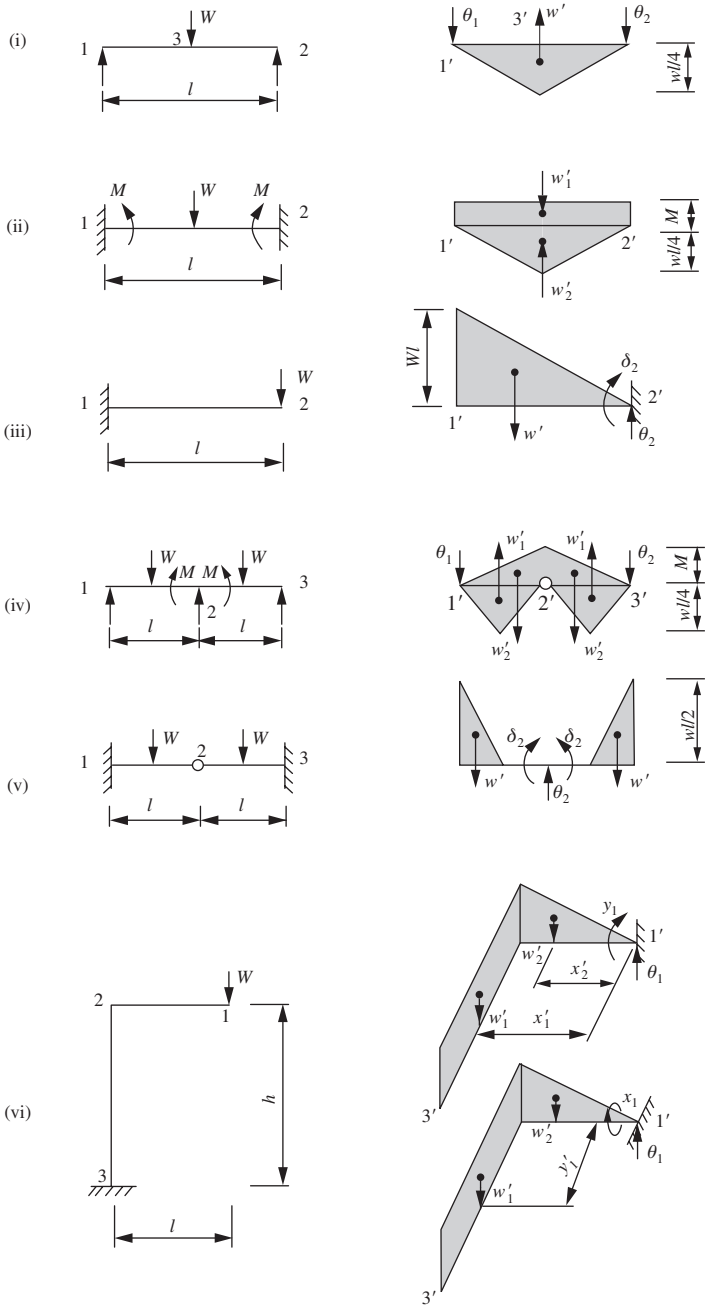 (i)
W
1 3 2
l
θ1 3′ w′ θ2
1′
wl/4
(ii)
M W M
1 2
l
w′1
1′ 2′
w′2
M
wl/4
(iii)
W
1 2
l
Wl
1′ w′
δ2
2′
θ2
(iv)
W M M W
1 2 3
l l
θ1 w′1 w′1 θ2
1′ 2′ 3′
w′2 w′2
M
wl/4
(v)
1 W 2 W 3
l l
δ2 δ2
w′ θ2 w′
wl/2
(vi)
W
2 1
h
3
l
y1
1′
w′2 θ1
x′2
w′1 x′1
3′
x1
1′
w′2 θ1
y′1
w′1
3′